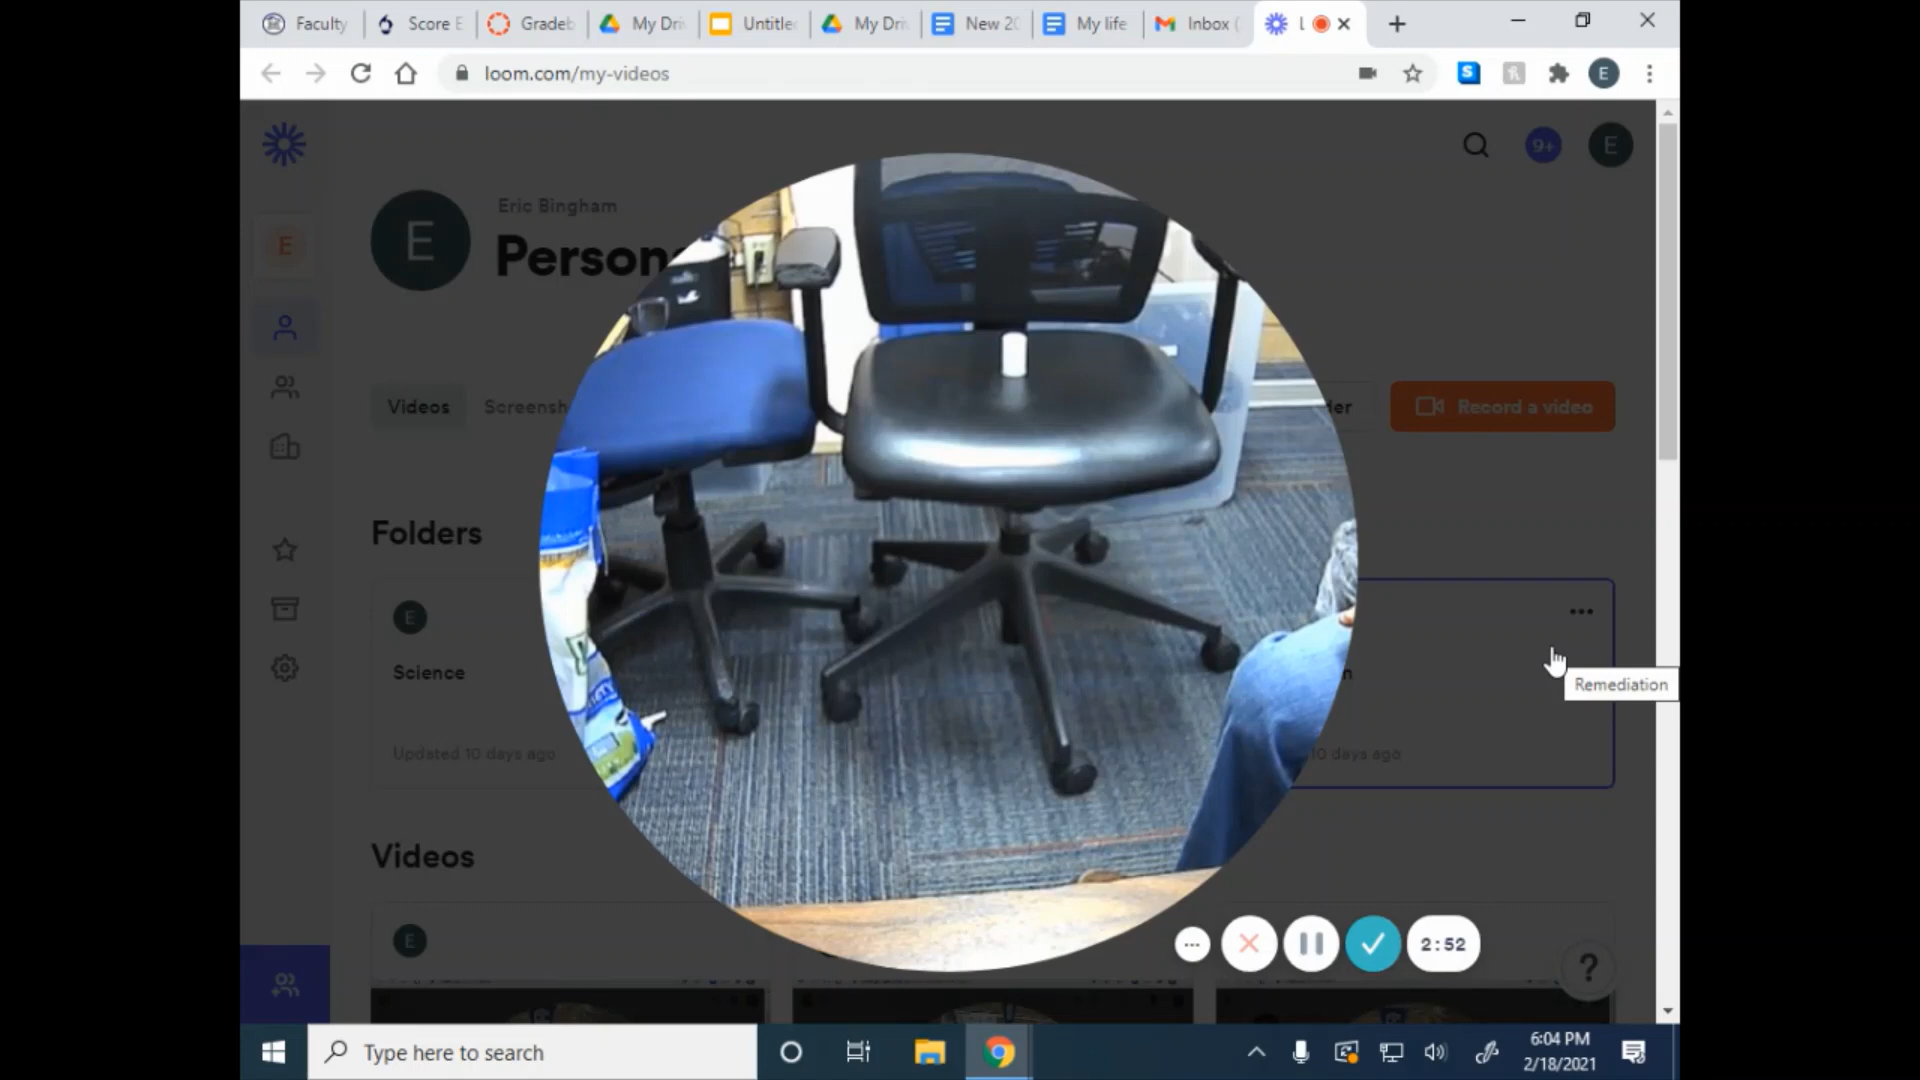 Faculty
Score E
Gradeb
My Dri
Untitle
My Dri
New 20
My life
Inbox (
L
loom.com/my-videos
S
E
9+
E
Eric Bingham
E
Person
E
Videos
Screensh
der
Record a video
Folders
E
Science
n
Remediation
Updated 10 days ago
10 days ago
Videos
E
2:52
?
Type here to search
6:04 PM
2/18/2021